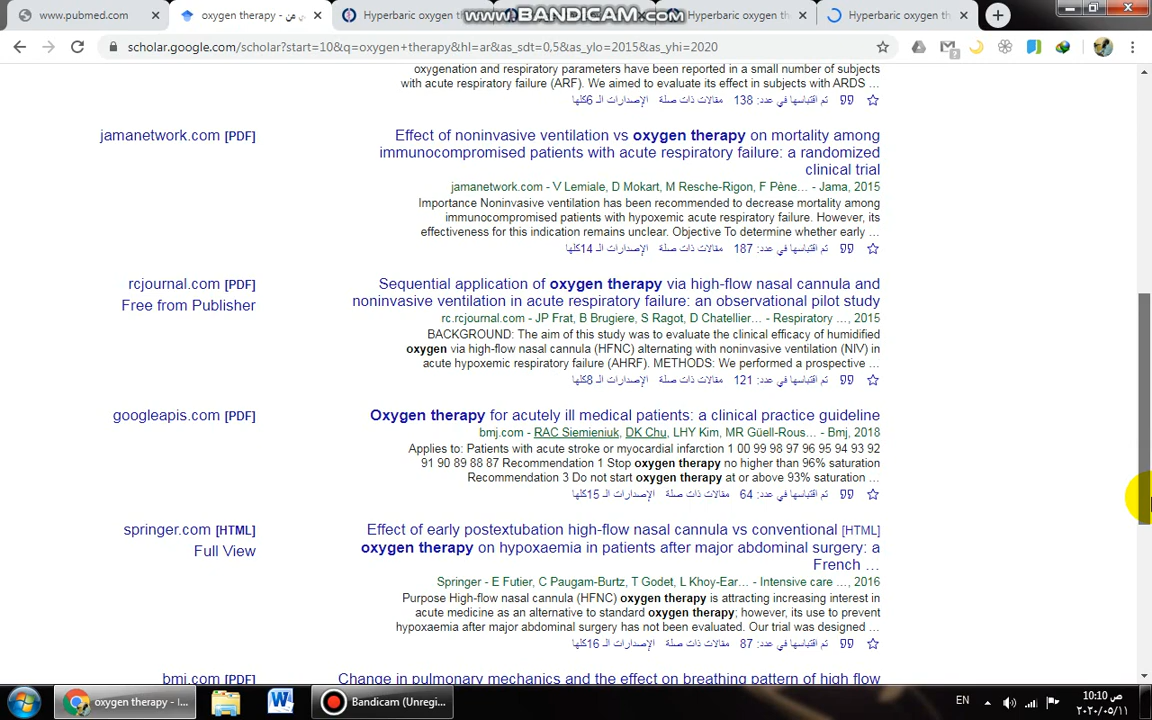 www.pubmed.com
oxygen therapy - من
Hyperbaric oxygen th
www.BANDICAM.com
Hyperbaric oxygen th
Hyperbaric oxygen th
scholar.google.com/scholar?start=10&q=oxygen+therapy&hl=ar&as_sdt=0,5&as_ylo=2015&as_yhi=2020
oxygenation and respiratory parameters have been reported in a small number of subjects
with acute respiratory failure (ARF). We aimed to evaluate its effect in subjects with ARDS ...
تم اقتباسها في عدد: 138 مقالات ذات صلة الإصدارات الـ 6كلها
jamanetwork.com [PDF]
Effect of noninvasive ventilation vs oxygen therapy on mortality among
immunocompromised patients with acute respiratory failure: a randomized
clinical trial
jamanetwork.com - V Lemiale, D Mokart, M Resche-Rigon, F Pène... - Jama, 2015
Importance Noninvasive ventilation has been recommended to decrease mortality among
immunocompromised patients with hypoxemic acute respiratory failure. However, its
effectiveness for this indication remains unclear. Objective To determine whether early ...
تم اقتباسها في عدد: 187 مقالات ذات صلة الإصدارات الـ 14كلها
rcjournal.com [PDF]
Free from Publisher
Sequential application of oxygen therapy via high-flow nasal cannula and
noninvasive ventilation in acute respiratory failure: an observational pilot study
rc.rcjournal.com - JP Frat, B Brugiere, S Ragot, D Chatellier... - Respiratory ..., 2015
BACKGROUND: The aim of this study was to evaluate the clinical efficacy of humidified
oxygen via high-flow nasal cannula (HFNC) alternating with noninvasive ventilation (NIV) in
acute hypoxemic respiratory failure (AHRF). METHODS: We performed a prospective ...
تم اقتباسها في عدد: 121 مقالات ذات صلة الإصدارات الـ 8كلها
googleapis.com [PDF]
Oxygen therapy for acutely ill medical patients: a clinical practice guideline
bmj.com - RAC Siemieniuk, DK Chu, LHY Kim, MR Güell-Rous... - Bmj, 2018
Applies to: Patients with acute stroke or myocardial infarction 1 00 99 98 97 96 95 94 93 92
91 90 89 88 87 Recommendation 1 Stop oxygen therapy no higher than 96% saturation
Recommendation 3 Do not start oxygen therapy at or above 93% saturation ...
تم اقتباسها في عدد: 64 مقالات ذات صلة الإصدارات الـ 15كلها
springer.com [HTML]
Full View
Effect of early postextubation high-flow nasal cannula vs conventional [HTML]
oxygen therapy on hypoxaemia in patients after major abdominal surgery: a
French ...
Springer - E Futier, C Paugam-Burtz, T Godet, L Khoy-Ear... - Intensive care ..., 2016
Purpose High-flow nasal cannula (HFNC) oxygen therapy is attracting increasing interest in
acute medicine as an alternative to standard oxygen therapy; however, its use to prevent
hypoxaemia after major abdominal surgery has not been evaluated. Our trial was designed ...
تم اقتباسها في عدد: 87 مقالات ذات صلة الإصدارات الـ 16كلها
bmj.com [PDF]
Change in pulmonary mechanics and the effect on breathing pattern of high flow
oxygen therapy - I...
Bandicam (Unregi...
EN
10:10 ص
٢٠٢٠/٠٥/١١